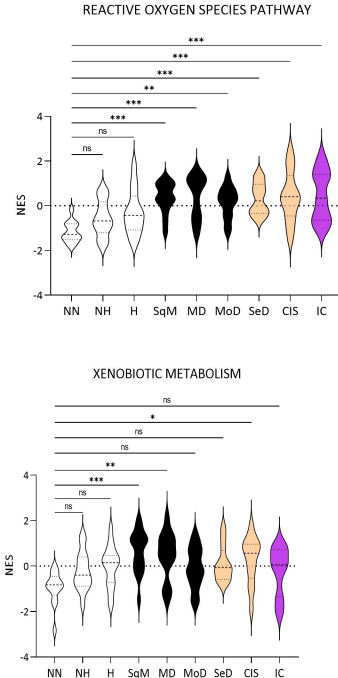 REACTIVE OXYGEN SPECIES PATHWAY
***
***
***
**
***
***
ns
ns
4
2
0
-2
-4
NES
NN NH H SqM MD MoD SeD CIS IC
XENOBIOTIC METABOLISM
ns
*
ns
ns
**
***
ns
ns
4
2
0
-2
-4
NES
NN NH H SqM MD MoD SeD CIS IC